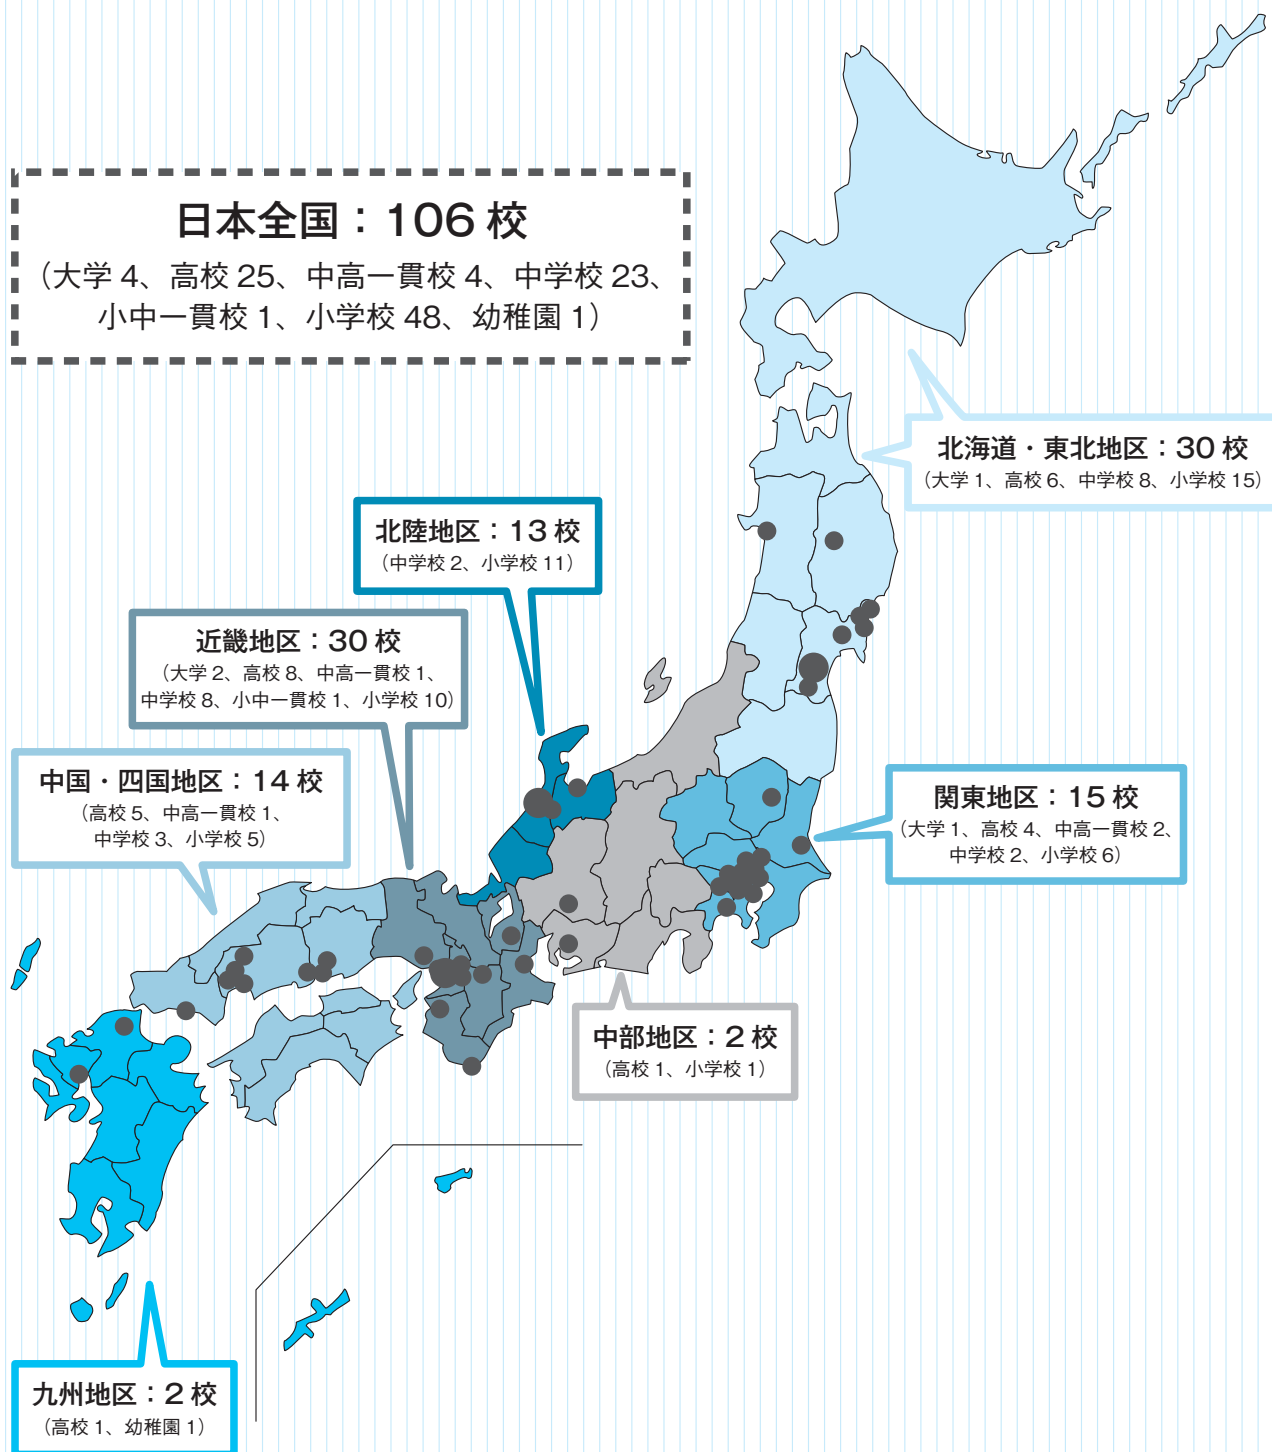 日本全国：106 校
（大学 4、高校 25、中高一貫校 4、中学校 23、
小中一貫校 1、小学校 48、幼稚園 1）
北海道・東北地区：30 校
（大学 1、高校 6、中学校 8、小学校 15）
北陸地区：13 校
（中学校 2、小学校 11）
近畿地区：30 校
（大学 2、高校 8、中高一貫校 1、
中学校 8、小中一貫校 1、小学校 10）
中国・四国地区：14 校
（高校 5、中高一貫校 1、
中学校 3、小学校 5）
関東地区：15 校
（大学 1、高校 4、中高一貫校 2、
中学校 2、小学校 6）
中部地区：2 校
（高校 1、小学校 1）
九州地区：2 校
（高校 1、幼稚園 1）